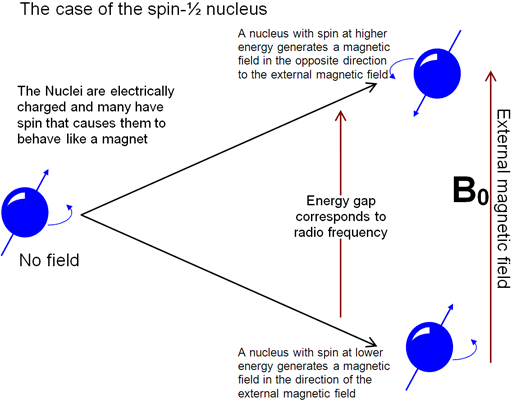 The case of the spin-½ nucleus
A nucleus with spin at higher
energy generates a magnetic
field in the opposite direction
to the external magnetic field
The Nuclei are electrically
charged and many have
spin that causes them to
behave like a magnet
Energy gap
corresponds to
radio frequency
B0
External magnetic field
No field
A nucleus with spin at lower
energy generates a magnetic
field in the direction of the
external magnetic field